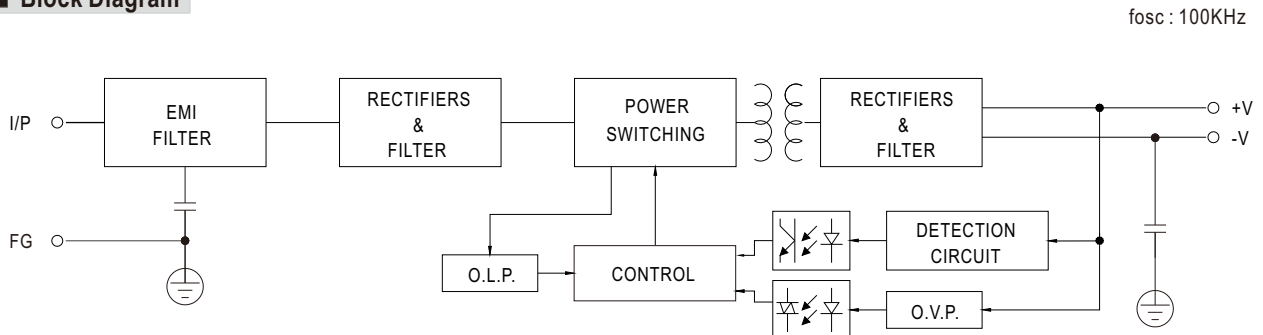 Block Diagram
fosc : 100KHz
I/P
EMI
FILTER
RECTIFIERS
&
FILTER
POWER
SWITCHING
RECTIFIERS
&
FILTER
+V
-V
FG
O.L.P.
CONTROL
DETECTION
CIRCUIT
O.V.P.